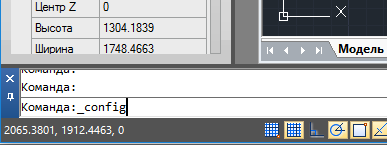 Центр Z 0
Высота 1304.1839
Ширина 1748.4663
X
Модель
Команда:
Команда:
Команда:_config
2065.3801, 1912.4463, 0